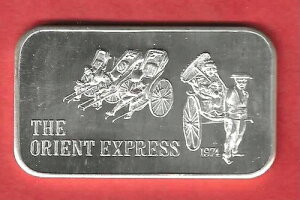 THE
ORIENT EXPRESS
1974